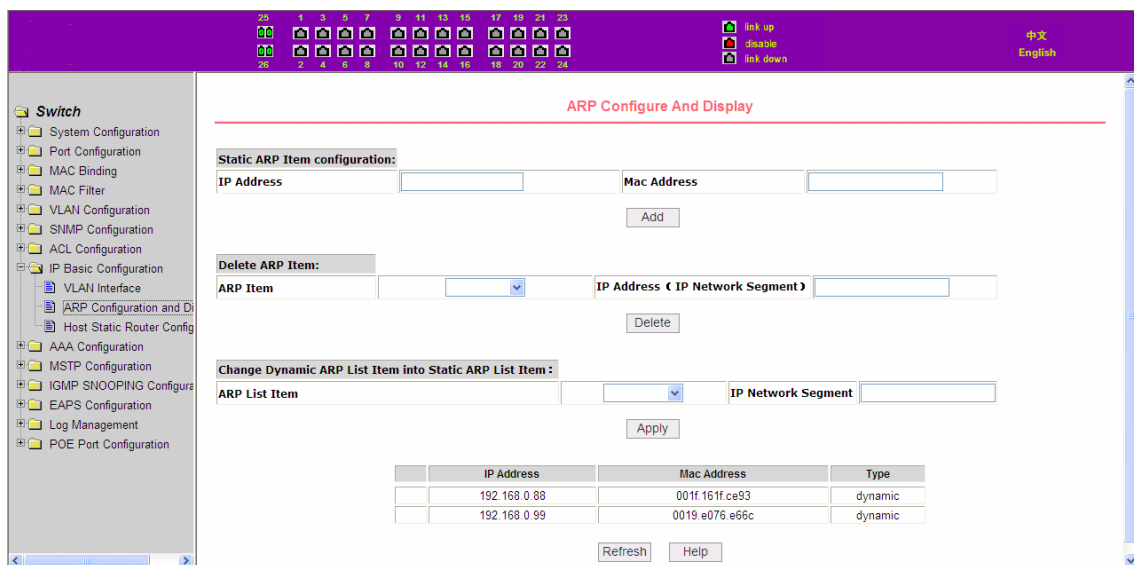 25 1 3 5 7 9 11 13 15 17 19 21 23
26 2 4 6 8 10 12 14 16 18 20 22 24
link up
disable
link down
中文
English
Switch
System Configuration
Port Configuration
MAC Binding
MAC Filter
VLAN Configuration
SNMP Configuration
ACL Configuration
IP Basic Configuration
VLAN Interface
ARP Configuration and Di
Host Static Router Config
AAA Configuration
MSTP Configuration
IGMP SNOOPING Configura
EAPS Configuration
Log Management
POE Port Configuration
ARP Configure And Display
Static ARP Item configuration:
IP Address Mac Address
Add
Delete ARP Item:
ARP Item IP Address（IP Network Segment）
Delete
Change Dynamic ARP List Item into Static ARP List Item：
ARP List Item IP Network Segment
Apply
IP Address Mac Address Type
192.168.0.88 001f.161f.ce93 dynamic
192.168.0.99 0019.e076.e66c dynamic
Refresh Help